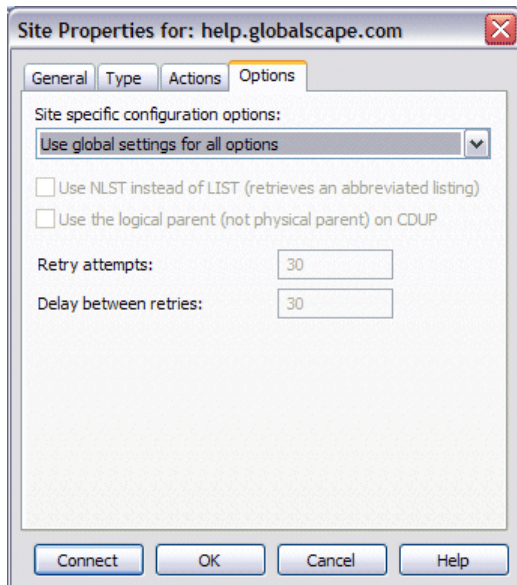 Site Properties for: help.globalscape.com
General Type Actions Options
Site specific configuration options:
Use global settings for all options
Use NLST instead of LIST (retrieves an abbreviated listing)
Use the logical parent (not physical parent) on CDUP
Retry attempts: 30
Delay between retries: 30
Connect OK Cancel Help